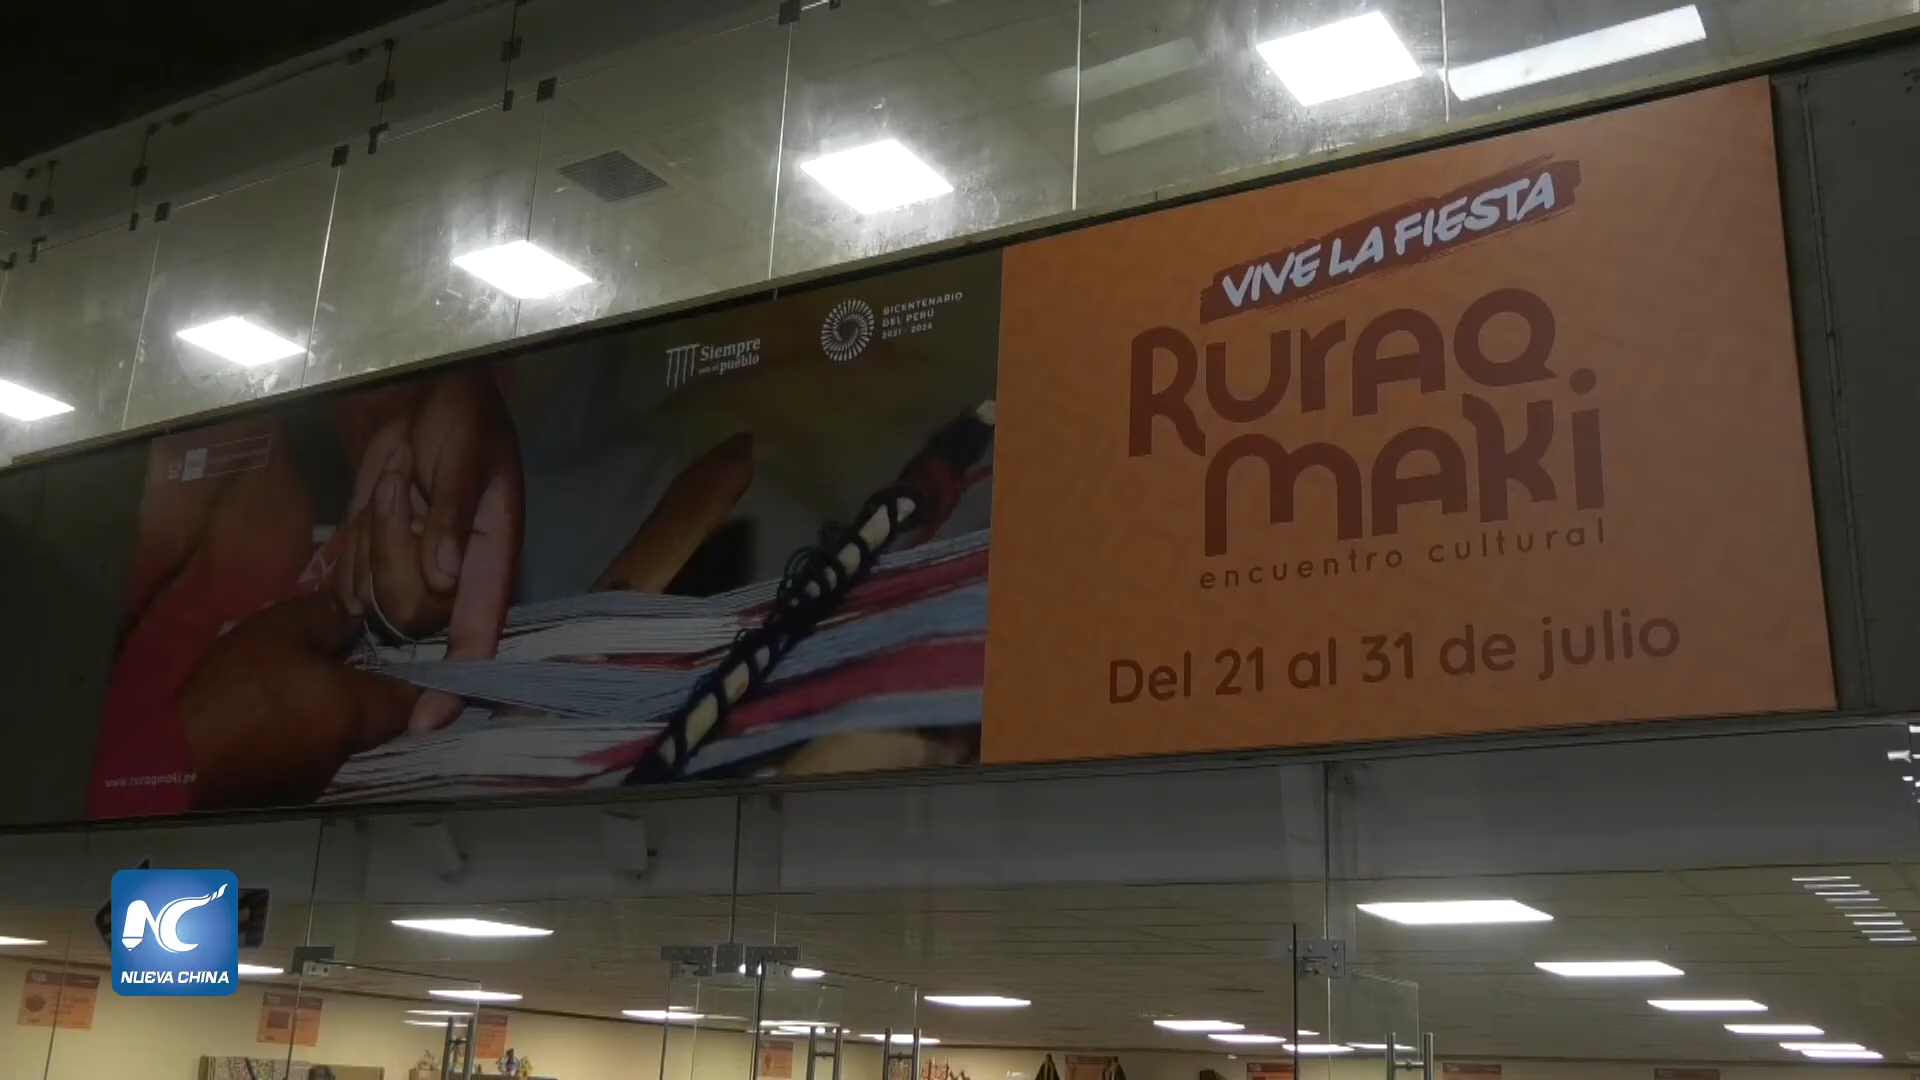 VIVE LA FIESTA
RURAQ
MAKI
encuentro cultural
Del 21 al 31 de julio
Siempre
con el pueblo
BICENTENARIO
DEL PERÚ
2021 - 2024
www.ruraqmaki.pe
NUEVA CHINA